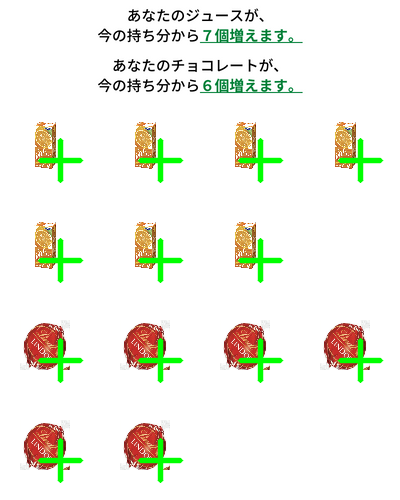 あなたのジュースが、
今の持ち分から７個増えます。
あなたのチョコレートが、
今の持ち分から６個増えます。